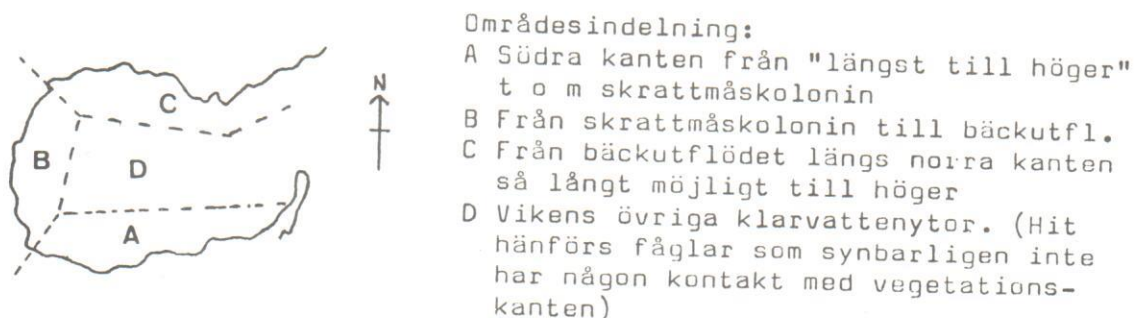 C
N
B
D
A
Områdesindelning:
A Södra kanten från "längst till höger"
t o m skrattmåskolonin
B Från skrattmåskolonin till bäckutfl.
C Från bäckutflödet längs norra kanten
så långt möjligt till höger
D Vikens övriga klarvattenytor. (Hit
hänförs fåglar som synbarligen inte
har någon kontakt med vegetations-
kanten)